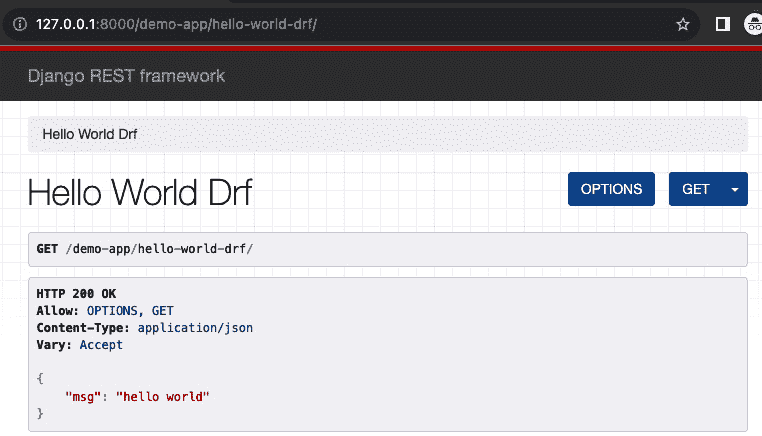 127.0.0.1:8000/demo-app/hello-world-drf/
Django REST framework
Hello World Drf
Hello World Drf
OPTIONS
GET
GET /demo-app/hello-world-drf/
HTTP 200 OK
Allow: OPTIONS, GET
Content-Type: application/json
Vary: Accept
{
    "msg": "hello world"
}